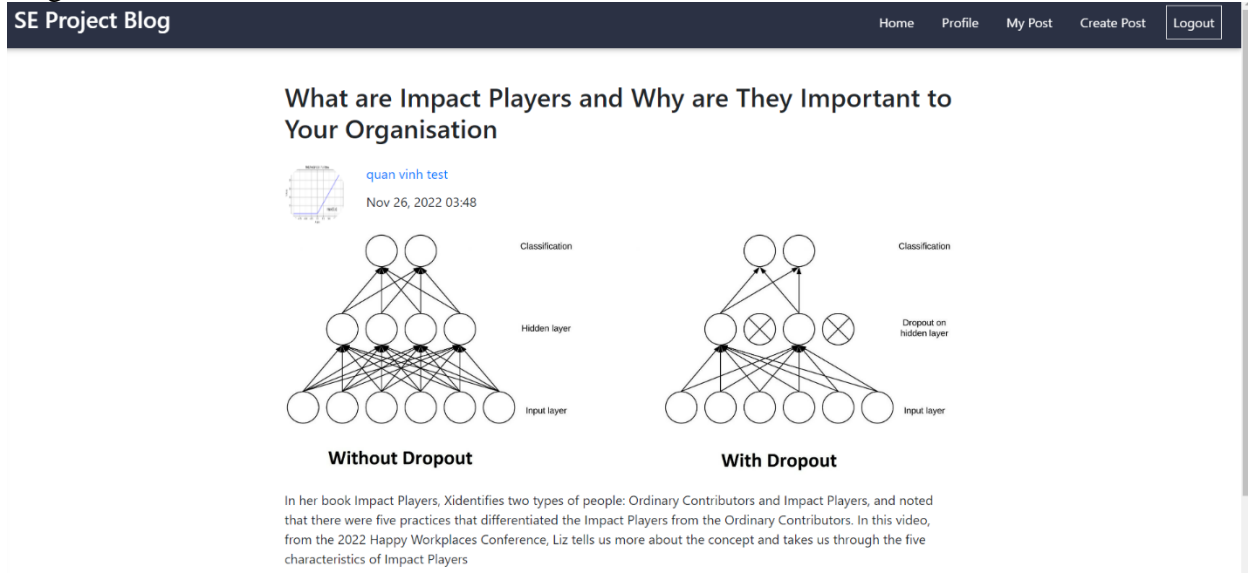 SE Project Blog
Home Profile My Post Create Post Logout
What are Impact Players and Why are They Important to
Your Organisation
quan vinh test
Nov 26, 2022 03:48
Classification
Classification
Hidden layer
Dropout on
hidden layer
Input layer
Input layer
Without Dropout
With Dropout
In her book Impact Players, Xidentifies two types of people: Ordinary Contributors and Impact Players, and noted
that there were five practices that differentiated the Impact Players from the Ordinary Contributors. In this video,
from the 2022 Happy Workplaces Conference, Liz tells us more about the concept and takes us through the five
characteristics of Impact Players